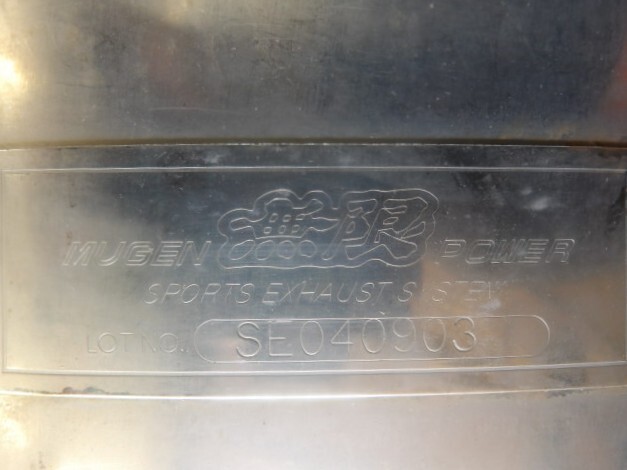 MUGEN 無限 POWER
SPORTS EXHAUST SYSTEM
LOT NO. SE040903